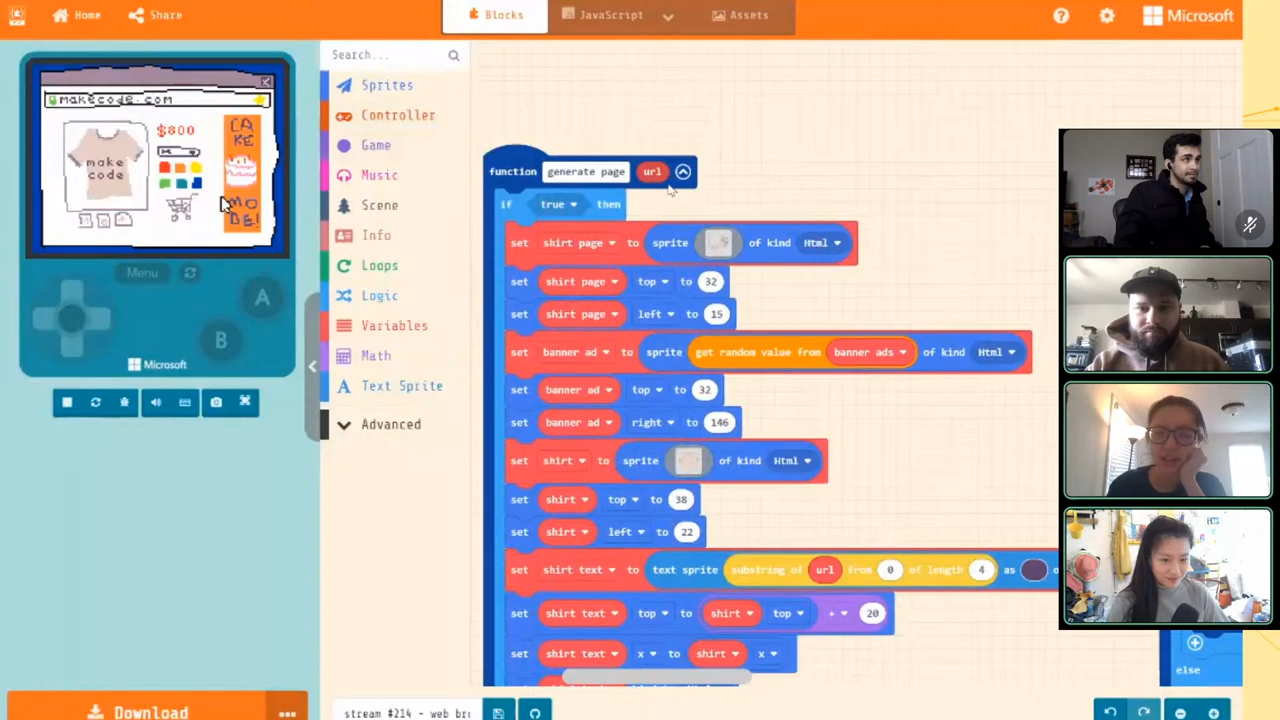 Home
Share
Blocks
JavaScript
Assets
Microsoft
makecode.com
make
code
$800
CA
KE
MO
DE!
Menu
A
B
Microsoft
Download
Search...
Sprites
Controller
Game
Music
Scene
Info
Loops
Logic
Variables
Math
Text Sprite
Advanced
function generate page url
if true then
set shirt page to sprite of kind Html
set shirt page top to 32
set shirt page left to 15
set banner ad to sprite get random value from banner ads of kind Html
set banner ad top to 32
set banner ad right to 146
set shirt to sprite of kind Html
set shirt top to 38
set shirt left to 22
set shirt text to text sprite substring of url from 0 of length 4 as
set shirt text top to shirt top + 20
set shirt text x to shirt x
else
stream #214 - web bro